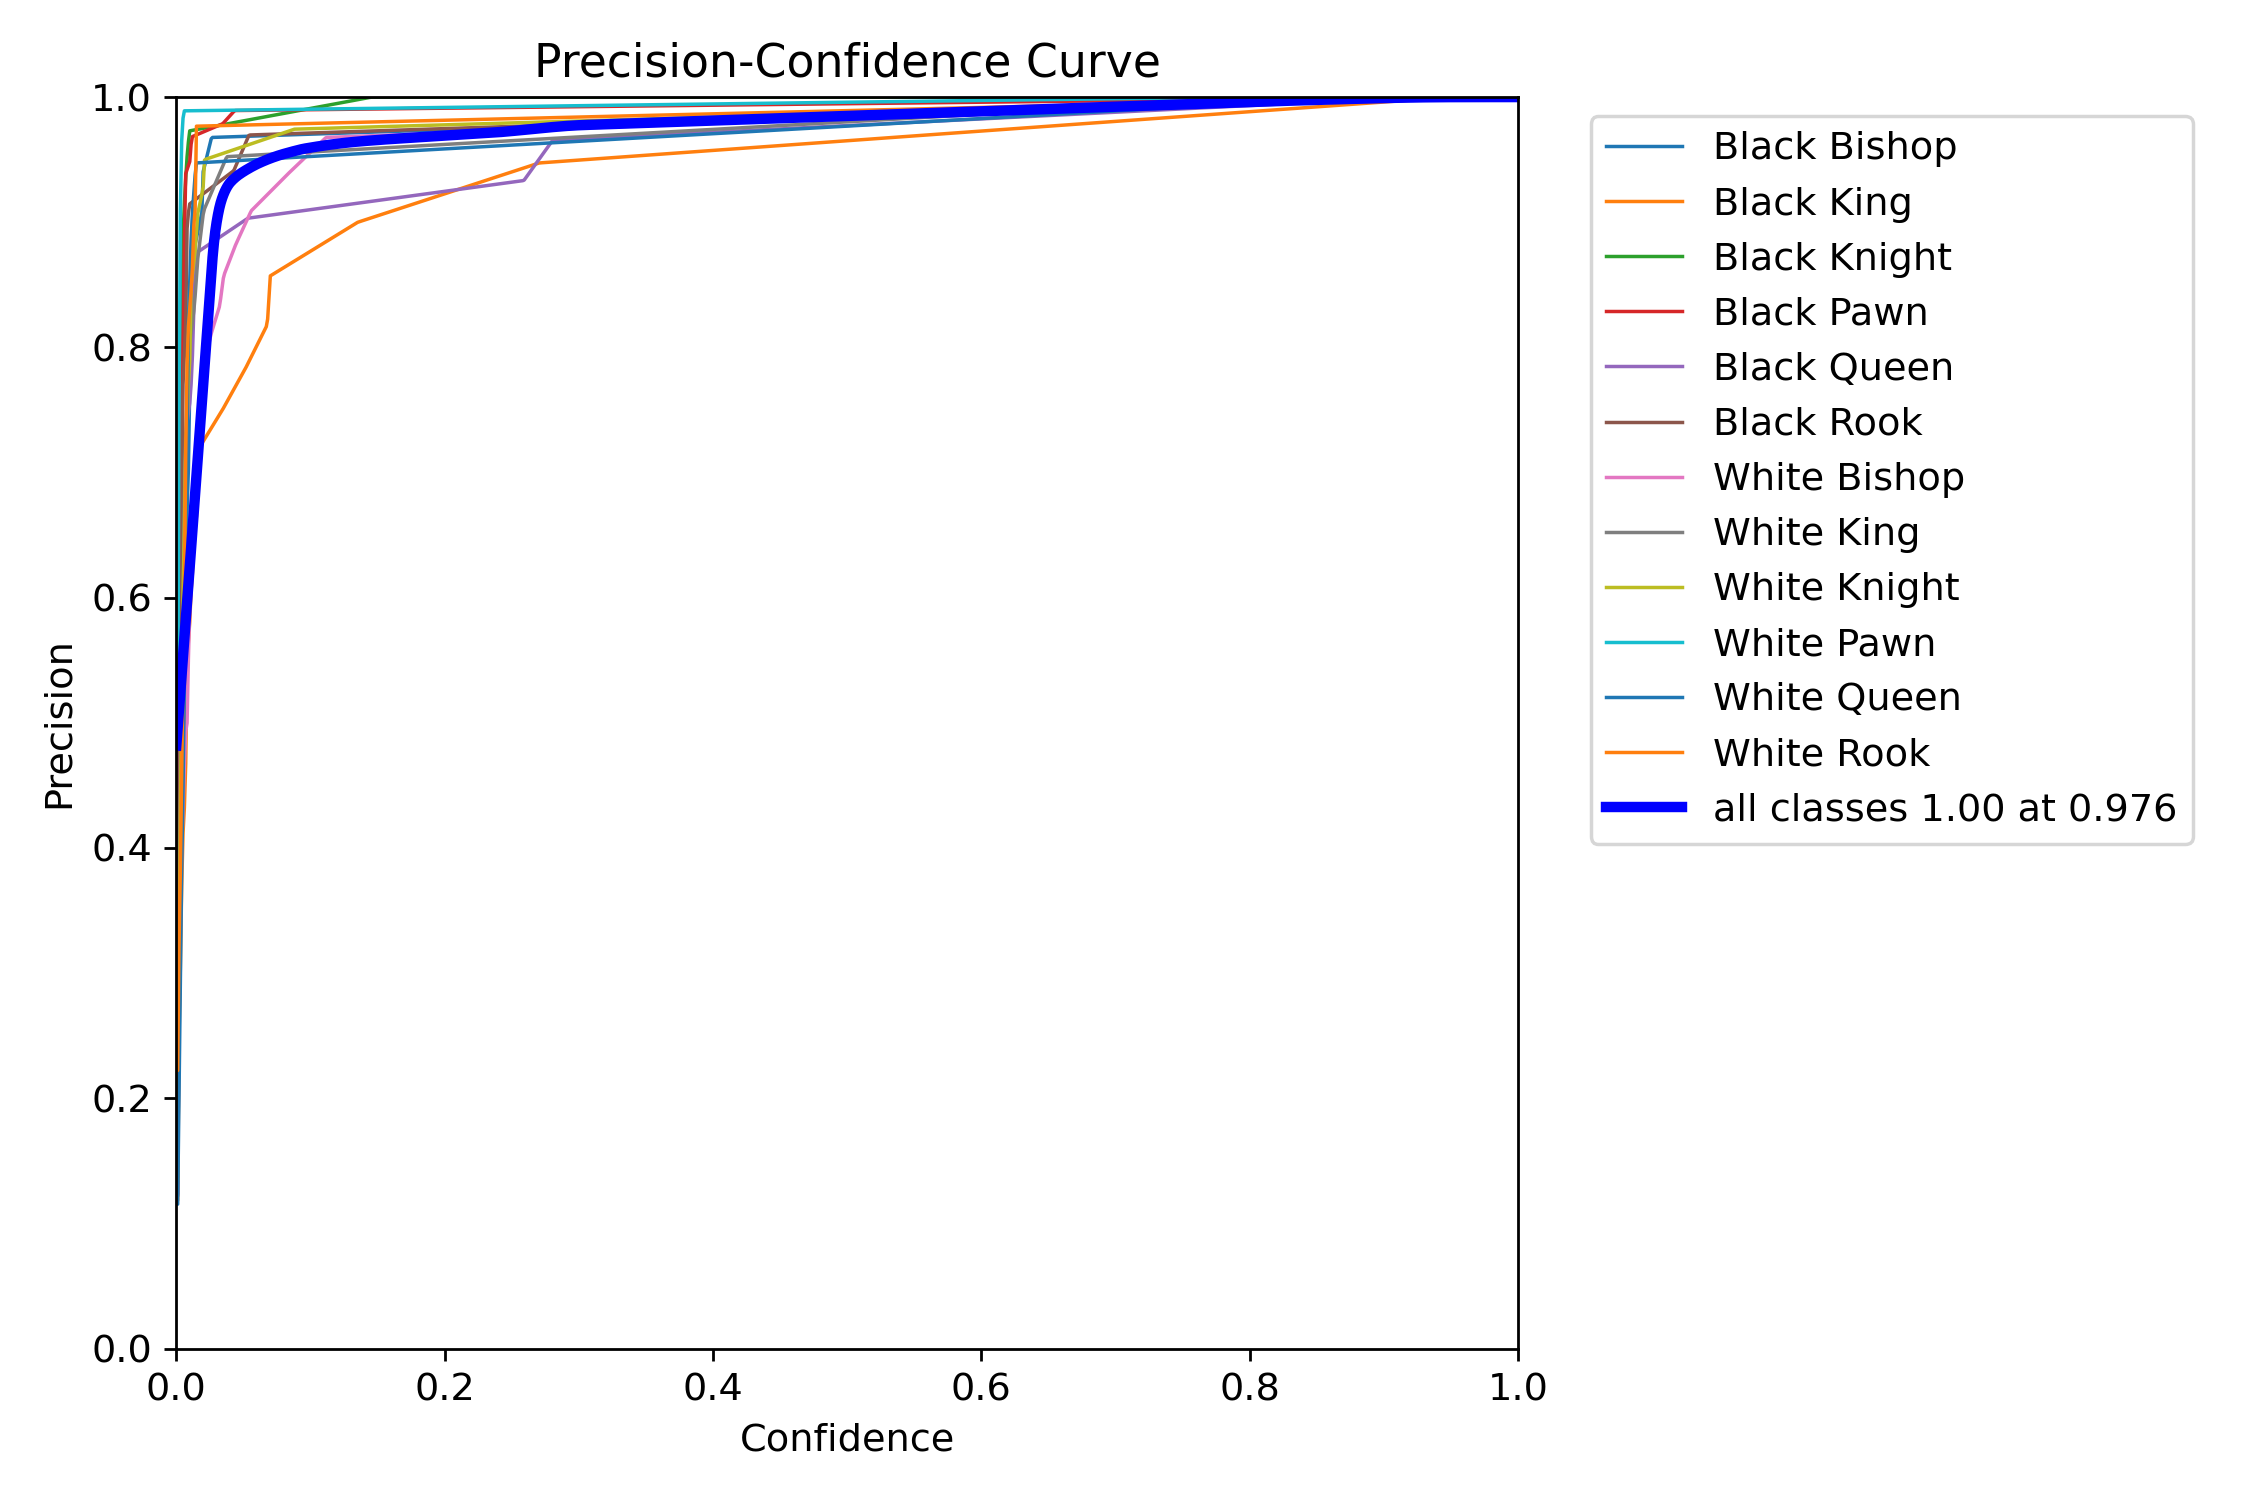 Precision-Confidence Curve
1.0
0.8
0.6
0.4
0.2
0.0
Precision
0.0 0.2 0.4 0.6 0.8 1.0
Confidence
Black Bishop
Black King
Black Knight
Black Pawn
Black Queen
Black Rook
White Bishop
White King
White Knight
White Pawn
White Queen
White Rook
all classes 1.00 at 0.976